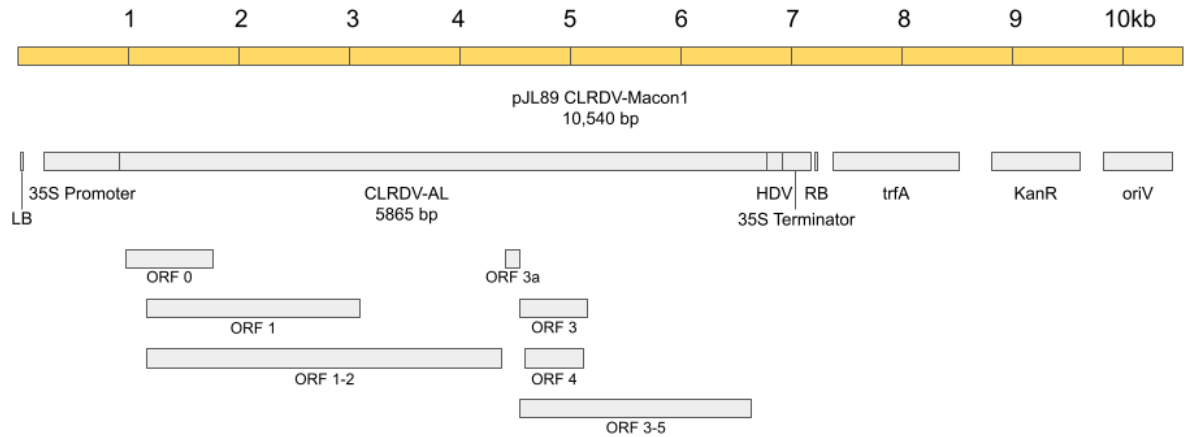 1 2 3 4 5 6 7 8 9 10kb
pJL89 CLRDV-Macon1
10,540 bp
35S Promoter CLRDV-AL HDV RB trfA KanR oriV
LB 5865 bp 35S Terminator
ORF 0 ORF 3a
ORF 1 ORF 3
ORF 1-2 ORF 4
ORF 3-5